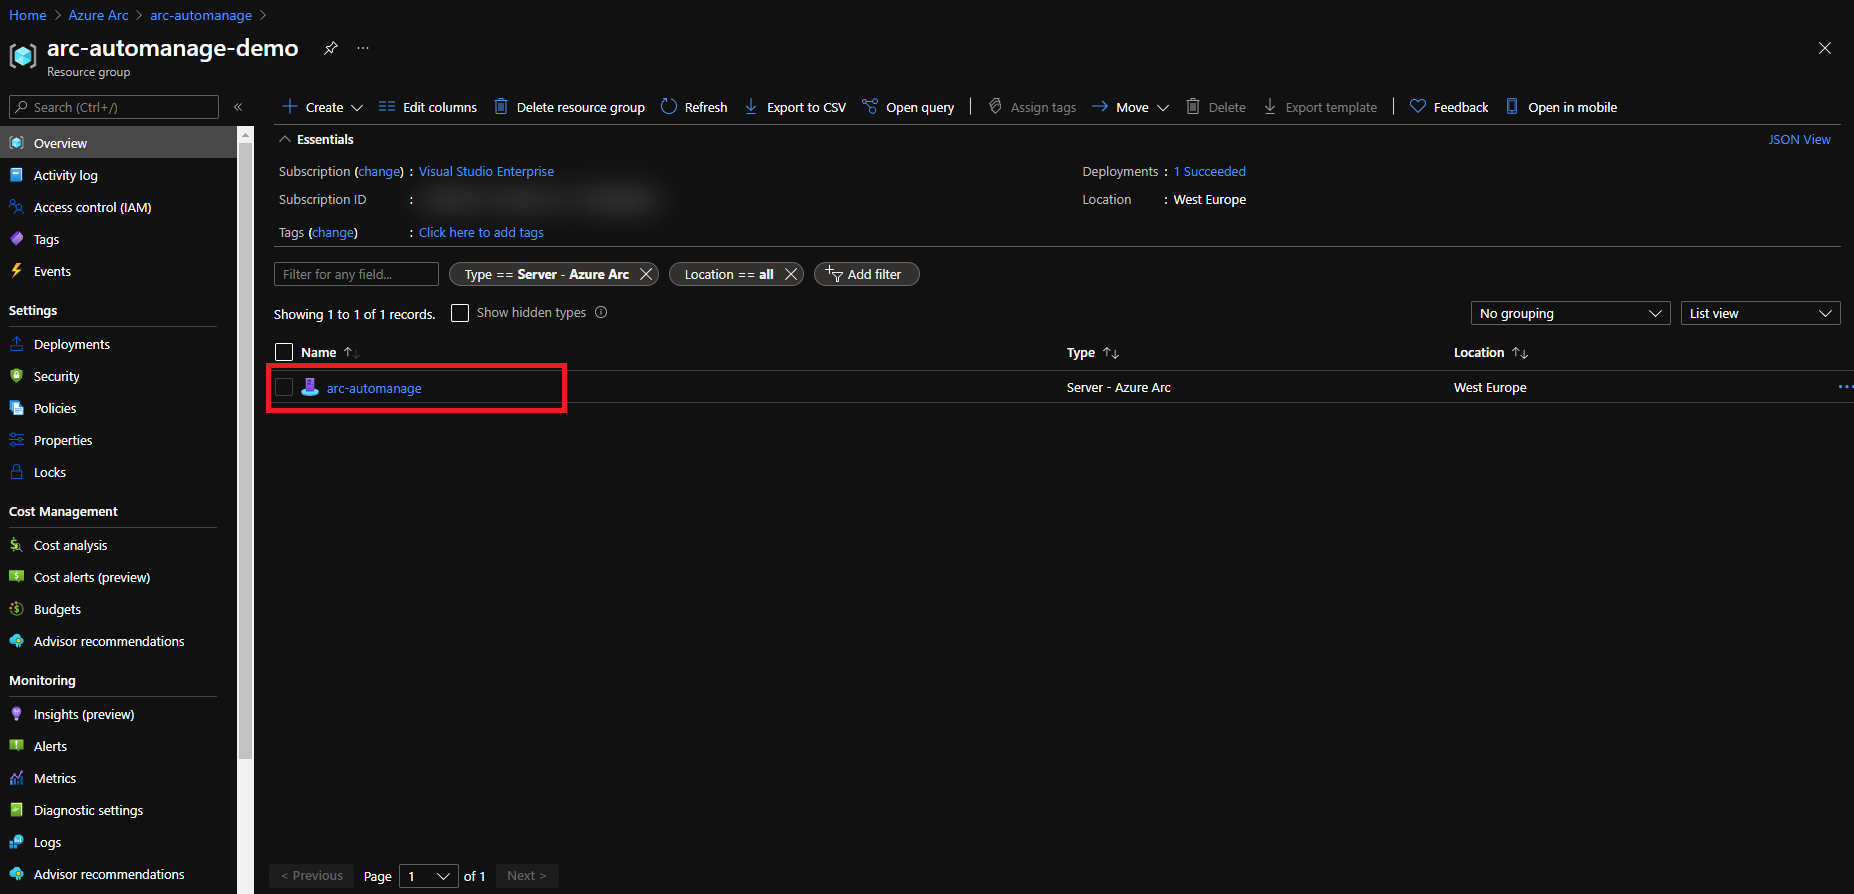 Home > Azure Arc > arc-automanage >
arc-automanage-demo ...
Resource group
Search (Ctrl+/) «
Create Edit columns Delete resource group Refresh Export to CSV Open query Assign tags Move Delete Export template Feedback Open in mobile
Overview
Activity log
Access control (IAM)
Tags
Events
Settings
Deployments
Security
Policies
Properties
Locks
Cost Management
Cost analysis
Cost alerts (preview)
Budgets
Advisor recommendations
Monitoring
Insights (preview)
Alerts
Metrics
Diagnostic settings
Logs
Advisor recommendations
Essentials JSON View
Subscription (change) : Visual Studio Enterprise
Subscription ID :
Tags (change) : Click here to add tags
Deployments : 1 Succeeded
Location : West Europe
Filter for any field... Type == Server - Azure Arc Location == all Add filter
Showing 1 to 1 of 1 records. Show hidden types No grouping List view
Name Type Location
arc-automanage Server - Azure Arc West Europe ...
< Previous Page 1 of 1 Next >